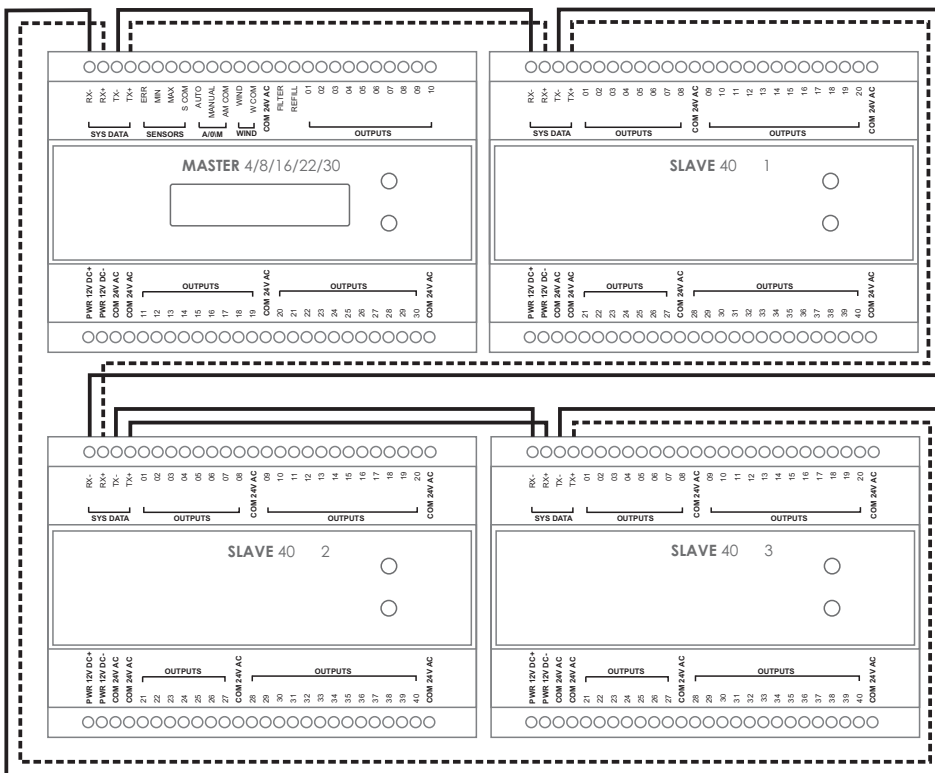 RX- RX+ TX- TX+ ERR MIN MAX S COM AUTO MANUAL AM COM WIND W COM COM 24V AC FILTER REFILL 01 02 03 04 05 06 07 08 09 10
SYS DATA SENSORS A/0\M WIND OUTPUTS
MASTER 4/8/16/22/30
OUTPUTS OUTPUTS
PWR 12V DC+ PWR 12V DC- COM 24V AC COM 24V AC 11 12 13 14 15 16 17 18 19 COM 24V AC 20 21 22 23 24 25 26 27 28 29 30 COM 24V AC
RX- RX+ TX- TX+ 01 02 03 04 05 06 07 08 COM 24V AC 09 10 11 12 13 14 15 16 17 18 19 20 COM 24V AC
SYS DATA OUTPUTS OUTPUTS
SLAVE 40 1
OUTPUTS OUTPUTS
PWR 12V DC+ PWR 12V DC- COM 24V AC COM 24V AC 21 22 23 24 25 26 27 COM 24V AC 28 29 30 31 32 33 34 35 36 37 38 39 40 COM 24V AC
RX- RX+ TX- TX+ 01 02 03 04 05 06 07 08 COM 24V AC 09 10 11 12 13 14 15 16 17 18 19 20 COM 24V AC
SYS DATA OUTPUTS OUTPUTS
SLAVE 40 2
OUTPUTS OUTPUTS
PWR 12V DC+ PWR 12V DC- COM 24V AC COM 24V AC 21 22 23 24 25 26 27 COM 24V AC 28 29 30 31 32 33 34 35 36 37 38 39 40 COM 24V AC
RX- RX+ TX- TX+ 01 02 03 04 05 06 07 08 COM 24V AC 09 10 11 12 13 14 15 16 17 18 19 20 COM 24V AC
SYS DATA OUTPUTS OUTPUTS
SLAVE 40 3
OUTPUTS OUTPUTS
PWR 12V DC+ PWR 12V DC- COM 24V AC COM 24V AC 21 22 23 24 25 26 27 COM 24V AC 28 29 30 31 32 33 34 35 36 37 38 39 40 COM 24V AC